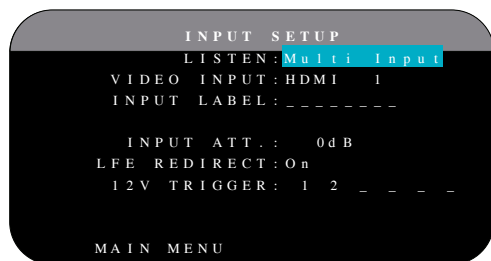 INPUT SETUP
LISTEN: Multi Input
VIDEO INPUT: HDMI 1
INPUT LABEL: _ _ _ _ _ _ _ _
INPUT ATT.: 0dB
LFE REDIRECT: On
12V TRIGGER: 1 2 _ _ _ _
MAIN MENU